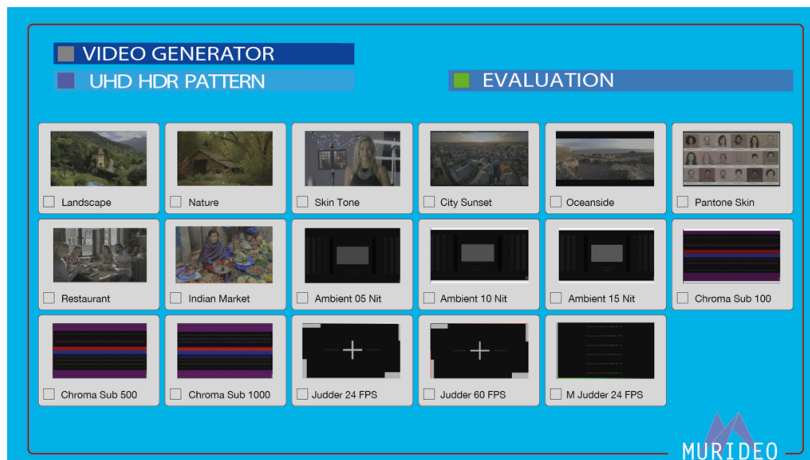 VIDEO GENERATOR
UHD HDR PATTERN
EVALUATION
Landscape
Nature
Skin Tone
City Sunset
Oceanside
Pantone Skin
Restaurant
Indian Market
Ambient 05 Nit
Ambient 10 Nit
Ambient 15 Nit
Chroma Sub 100
Chroma Sub 500
Chroma Sub 1000
Judder 24 FPS
Judder 60 FPS
M Judder 24 FPS
MURIDEO